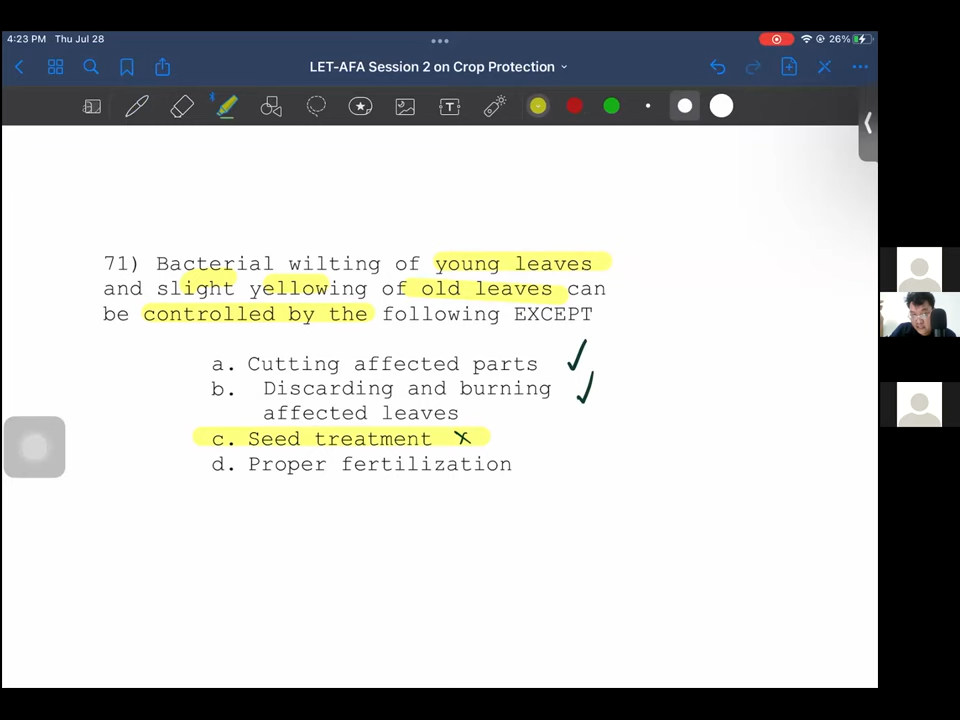 4:23 PM Thu Jul 28
26%
LET-AFA Session 2 on Crop Protection
71) Bacterial wilting of young leaves
and slight yellowing of old leaves can
be controlled by the following EXCEPT
a. Cutting affected parts
b. Discarding and burning
affected leaves
c. Seed treatment x
d. Proper fertilization